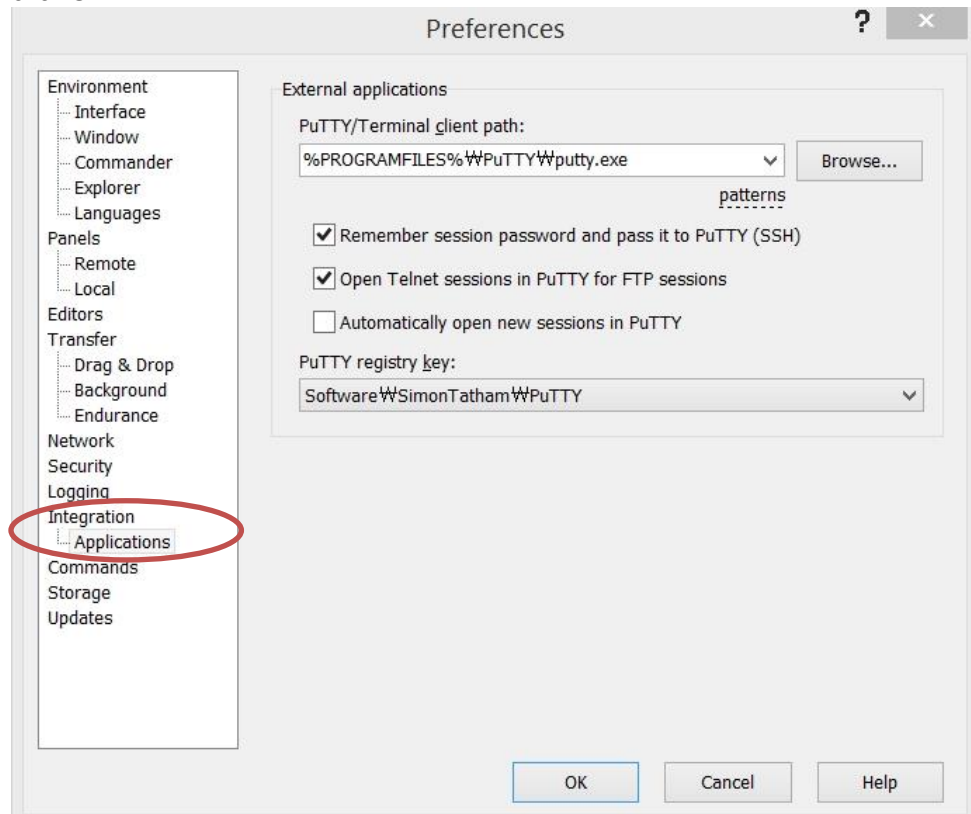 Preferences
?
×
Environment
Interface
Window
Commander
Explorer
Languages
Panels
Remote
Local
Editors
Transfer
Drag & Drop
Background
Endurance
Network
Security
Logging
Integration
Applications
Commands
Storage
Updates
External applications
PuTTY/Terminal client path:
%PROGRAMFILES%₩PuTTY₩putty.exe
Browse...
patterns
Remember session password and pass it to PuTTY (SSH)
Open Telnet sessions in PuTTY for FTP sessions
Automatically open new sessions in PuTTY
PuTTY registry key:
Software₩SimonTatham₩PuTTY
OK
Cancel
Help